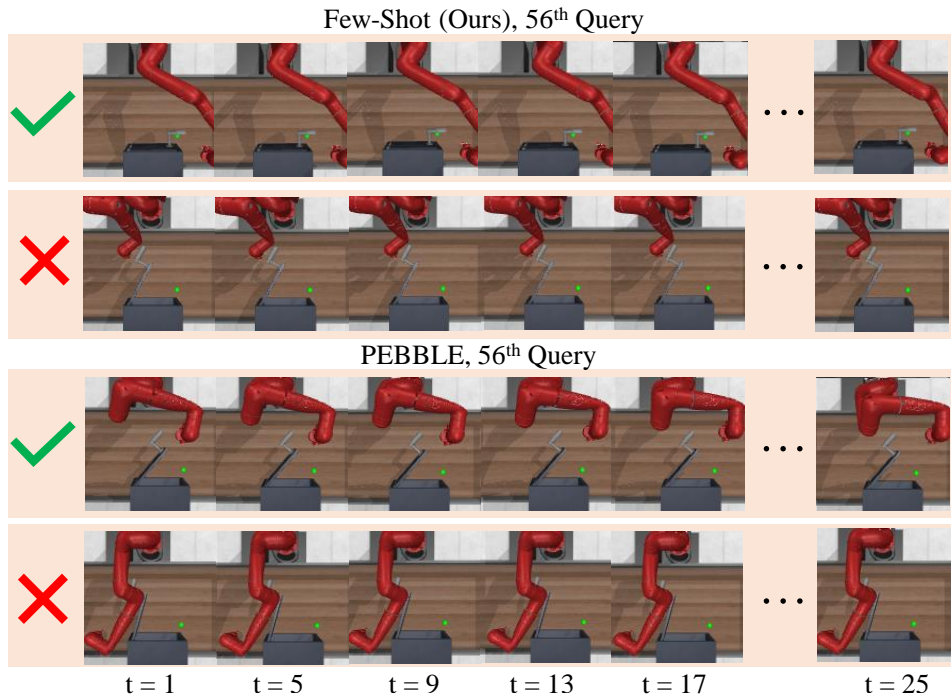 Few-Shot (Ours), 56th Query
. . .
. . .
PEBBLE, 56th Query
. . .
. . .
t = 1 t = 5 t = 9 t = 13 t = 17 t = 25